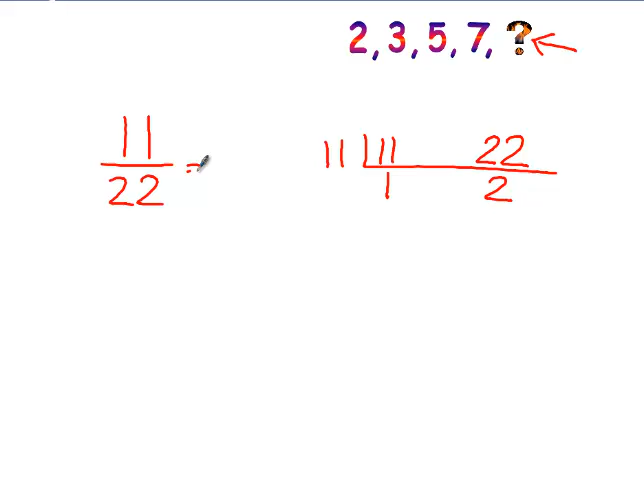 2, 3, 5, 7, ?
11
22
=
11 11 22
1 2